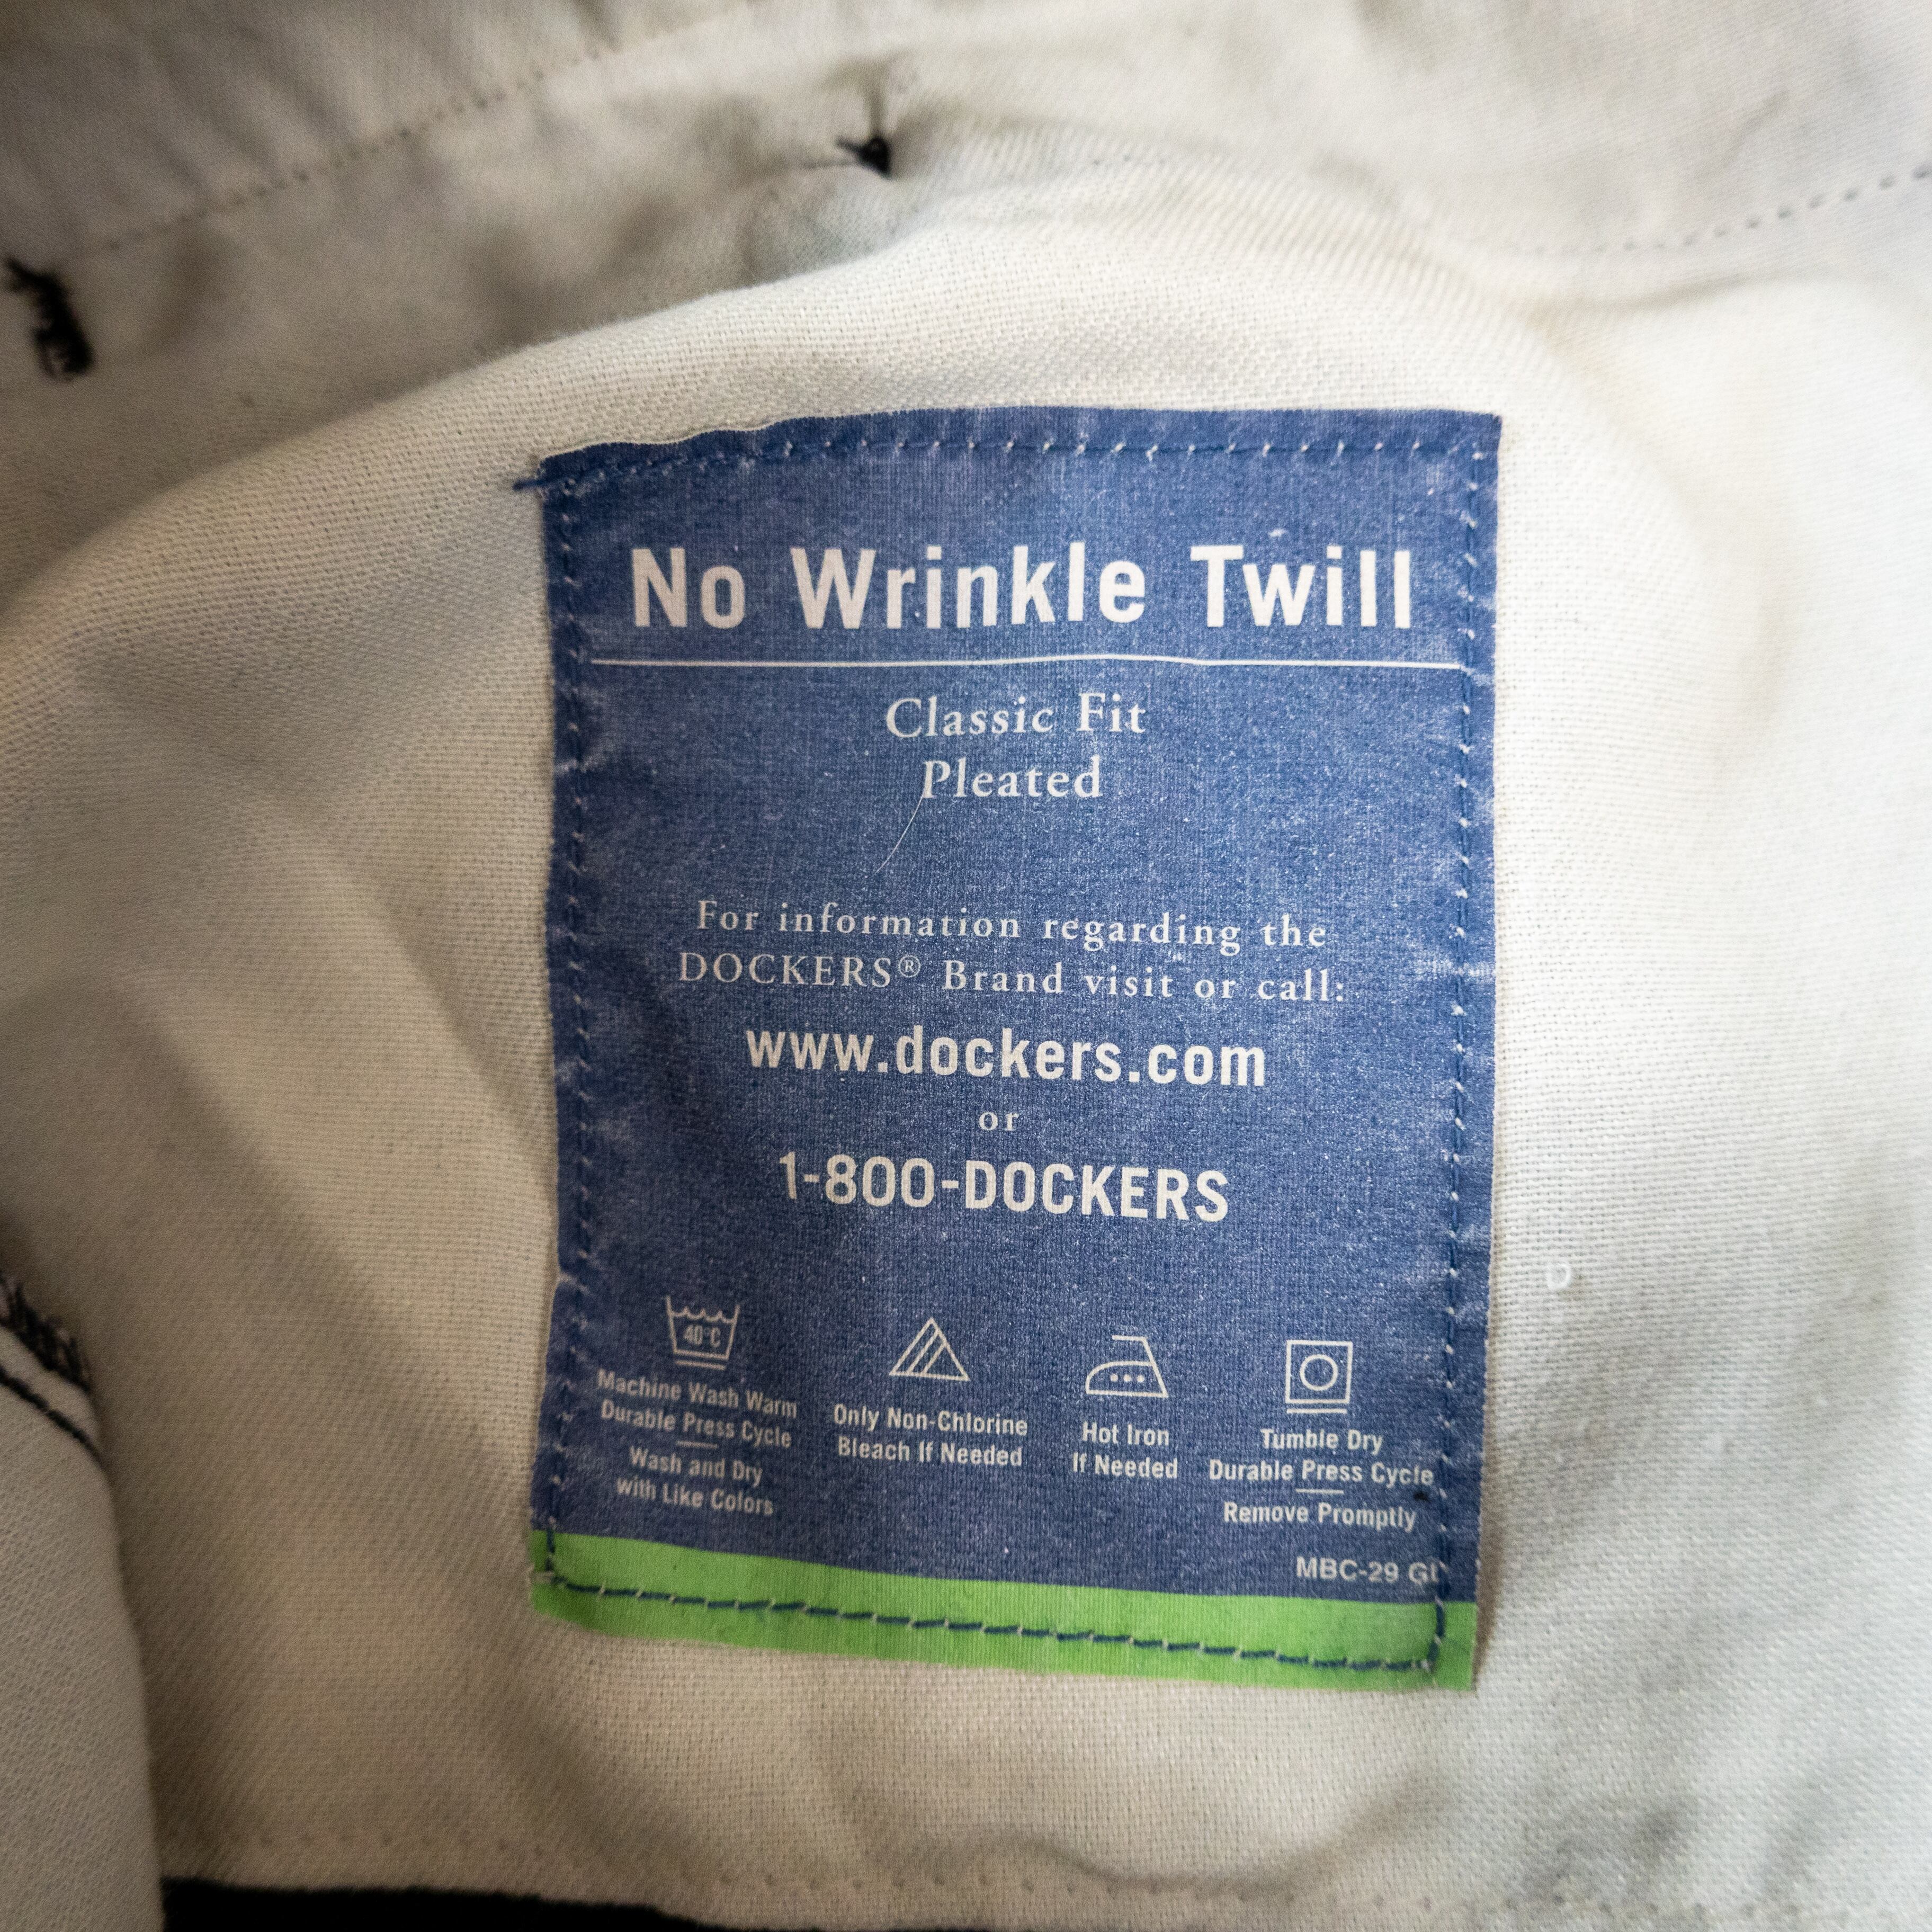 No Wrinkle Twill
Classic Fit
Pleated
For information regarding the
DOCKERS® Brand visit or call:
www.dockers.com
or
1-800-DOCKERS
40°C
Machine Wash Warm
Durable Press Cycle
Wash and Dry
with Like Colors
Only Non-Chlorine
Bleach If Needed
Hot Iron
If Needed
Tumble Dry
Durable Press Cycle
Remove Promptly
MBC-29